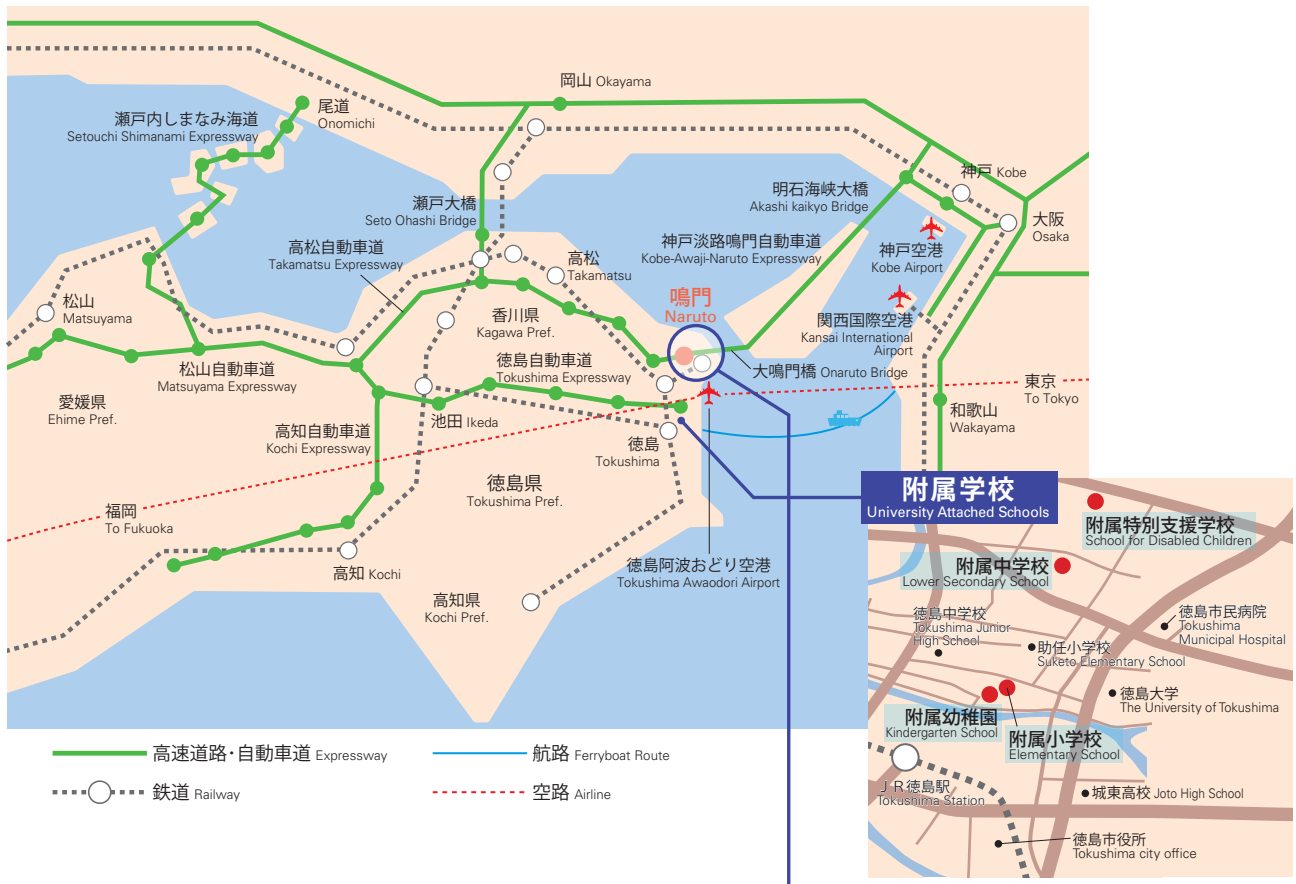 岡山 Okayama
尾道
Onomichi
瀬戸内しまなみ海道
Setouchi Shimanami Expressway
神戸 Kobe
明石海峡大橋
Akashi kaikyo Bridge
瀬戸大橋
Seto Ohashi Bridge
大阪
Osaka
神戸淡路鳴門自動車道
Kobe-Awaji-Naruto Expressway
神戸空港
Kobe Airport
高松自動車道
Takamatsu Expressway
高松
Takamatsu
鳴門
Naruto
松山
Matsuyama
香川県
Kagawa Pref.
関西国際空港
Kansai International
Airport
徳島自動車道
Tokushima Expressway
大鳴門橋 Onaruto Bridge
松山自動車道
Matsuyama Expressway
東京
To Tokyo
愛媛県
Ehime Pref.
池田 Ikeda
和歌山
Wakayama
高知自動車道
Kochi Expressway
徳島
Tokushima
徳島県
Tokushima Pref.
福岡
To Fukuoka
高知 Kochi
徳島阿波おどり空港
Tokushima Awaodori Airport
高知県
Kochi Pref.
附属学校
University Attached Schools
附属特別支援学校
School for Disabled Children
附属中学校
Lower Secondary School
徳島中学校
Tokushima Junior
High School
徳島市民病院
Tokushima
Municipal Hospital
助任小学校
Suketo Elementary School
徳島大学
The University of Tokushima
附属幼稚園
Kindergarten School
附属小学校
Elementary School
JR徳島駅
Tokushima Station
城東高校 Joto High School
徳島市役所
Tokushima city office
高速道路・自動車道 Expressway
航路 Ferryboat Route
鉄道 Railway
空路 Airline